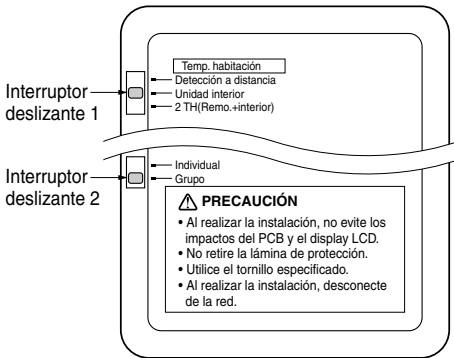 Temp. habitación
Detección a distancia
Unidad interior
2 TH(Remo.+interior)
Interruptor
deslizante 1
Individual
Grupo
Interruptor
deslizante 2
⚠ PRECAUCIÓN
• Al realizar la instalación, no evite los
impactos del PCB y el display LCD.
• No retire la lámina de protección.
• Utilice el tornillo especificado.
• Al realizar la instalación, desconecte
de la red.